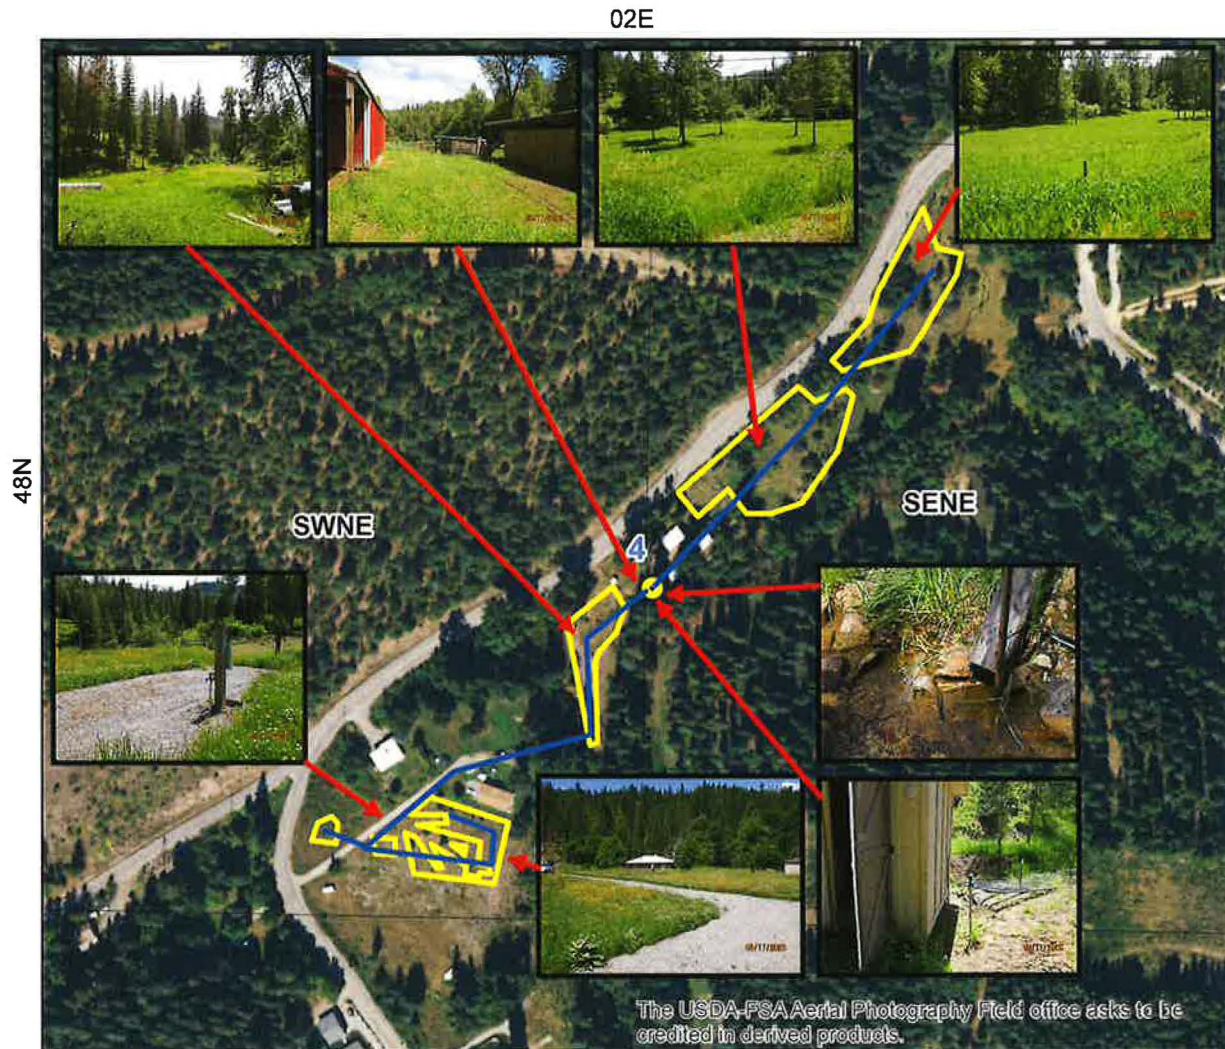 02E
48N
SWNE
SENE
4
The USDA-FSA Aerial Photography Field office asks to be
credited in derived products.